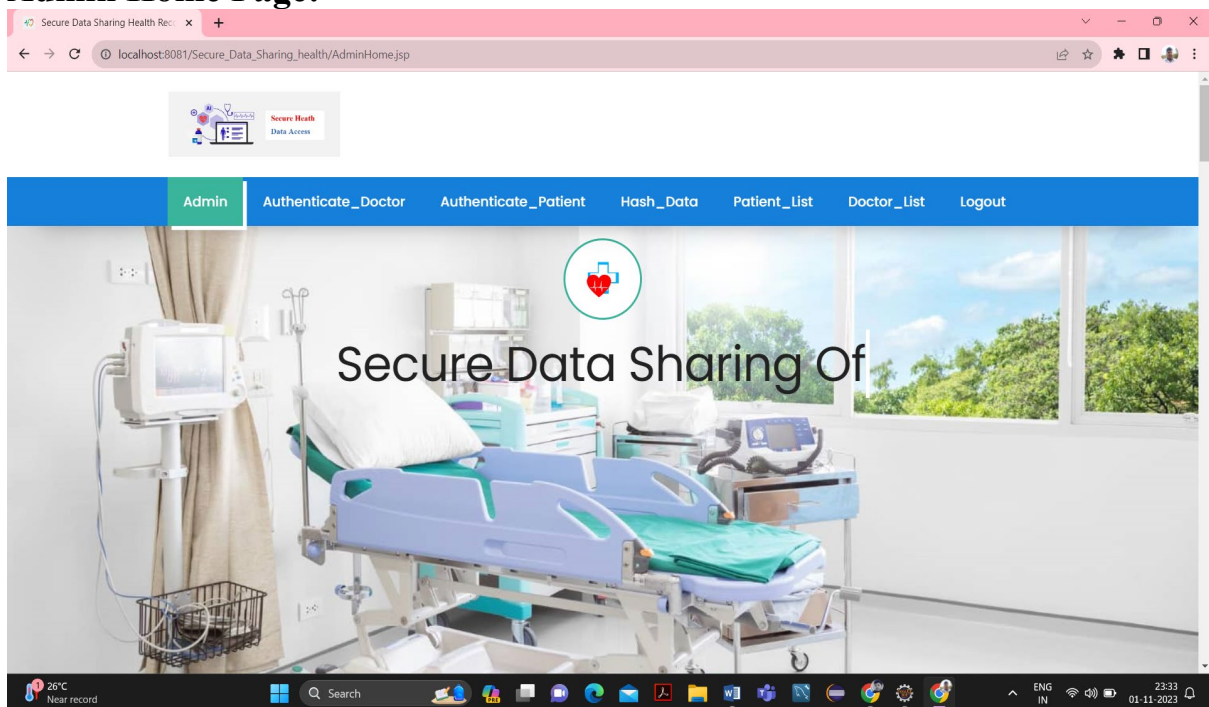 Admin Home Page:
Secure Data Sharing Health Rec
localhost:8081/Secure_Data_Sharing_health/AdminHome.jsp
Secure Heath
Data Access
Admin Authenticate_Doctor Authenticate_Patient Hash_Data Patient_List Doctor_List Logout
Secure Data Sharing Of
1
26°C
Near record
Search
ENG
IN
23:33
01-11-2023